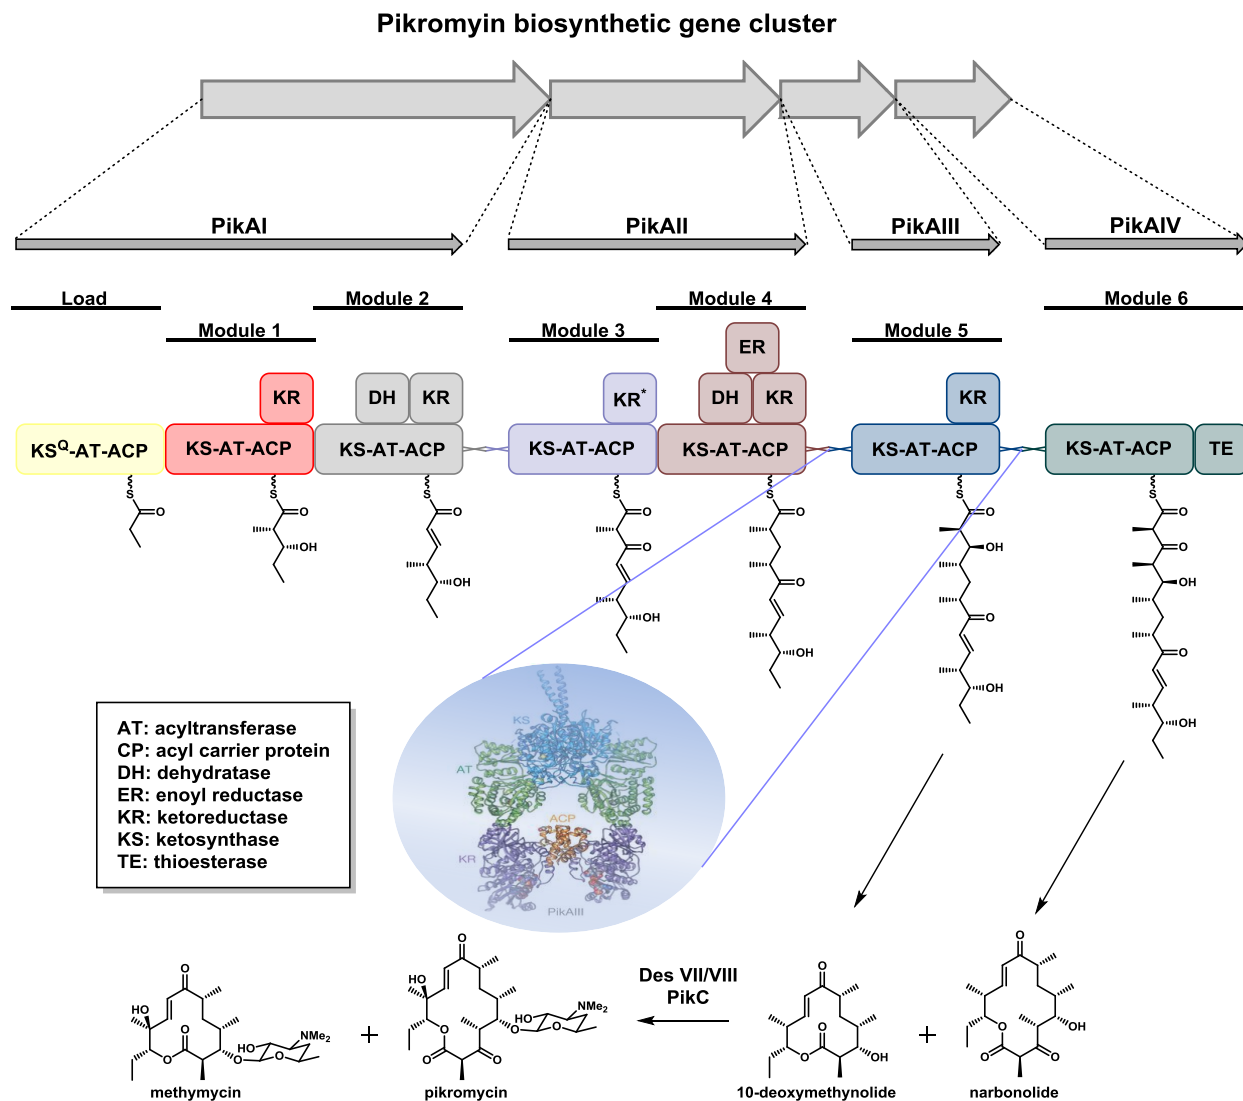 Pikromyin biosynthetic gene cluster
PikAI
PikAII
PikAIII
PikAIV
Load
Module 1
Module 2
Module 3
Module 4
Module 5
Module 6
KR
DH
KR
KR*
ER
DH
KR
KR
KSQ-AT-ACP
KS-AT-ACP
KS-AT-ACP
KS-AT-ACP
KS-AT-ACP
KS-AT-ACP
KS-AT-ACP
TE
S
S
S
S
S
S
S
O
O
O
O
O
O
O
OH
OH
O
OH
O
OH
OH
O
OH
O
OH
O
OH
AT: acyltransferase
CP: acyl carrier protein
DH: dehydratase
ER: enoyl reductase
KR: ketoreductase
KS: ketosynthase
TE: thioesterase
KS
AT
ACP
KR
PikAIII
Des VII/VIII
PikC
O
HO
O
O
HO
NMe2
O
O
methymycin
+
O
HO
O
O
O
HO
NMe2
O
O
pikromycin
O
O
O
OH
10-deoxymethynolide
+
O
O
O
O
OH
narbonolide